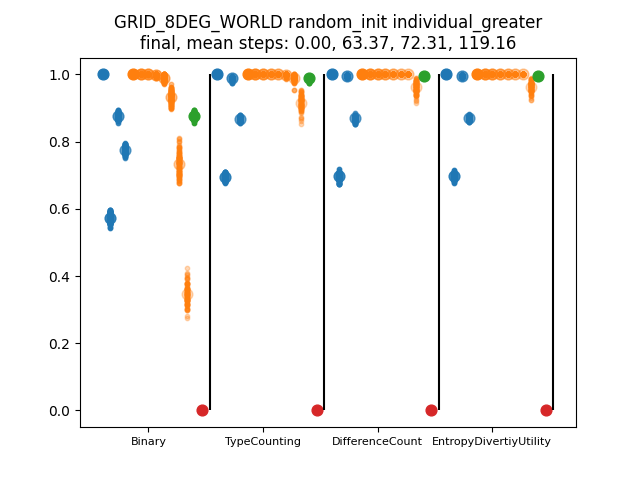 GRID_8DEG_WORLD random_init individual_greater
final, mean steps: 0.00, 63.37, 72.31, 119.16
1.0
0.8
0.6
0.4
0.2
0.0
Binary
TypeCounting
DifferenceCount
EntropyDivertiyUtility